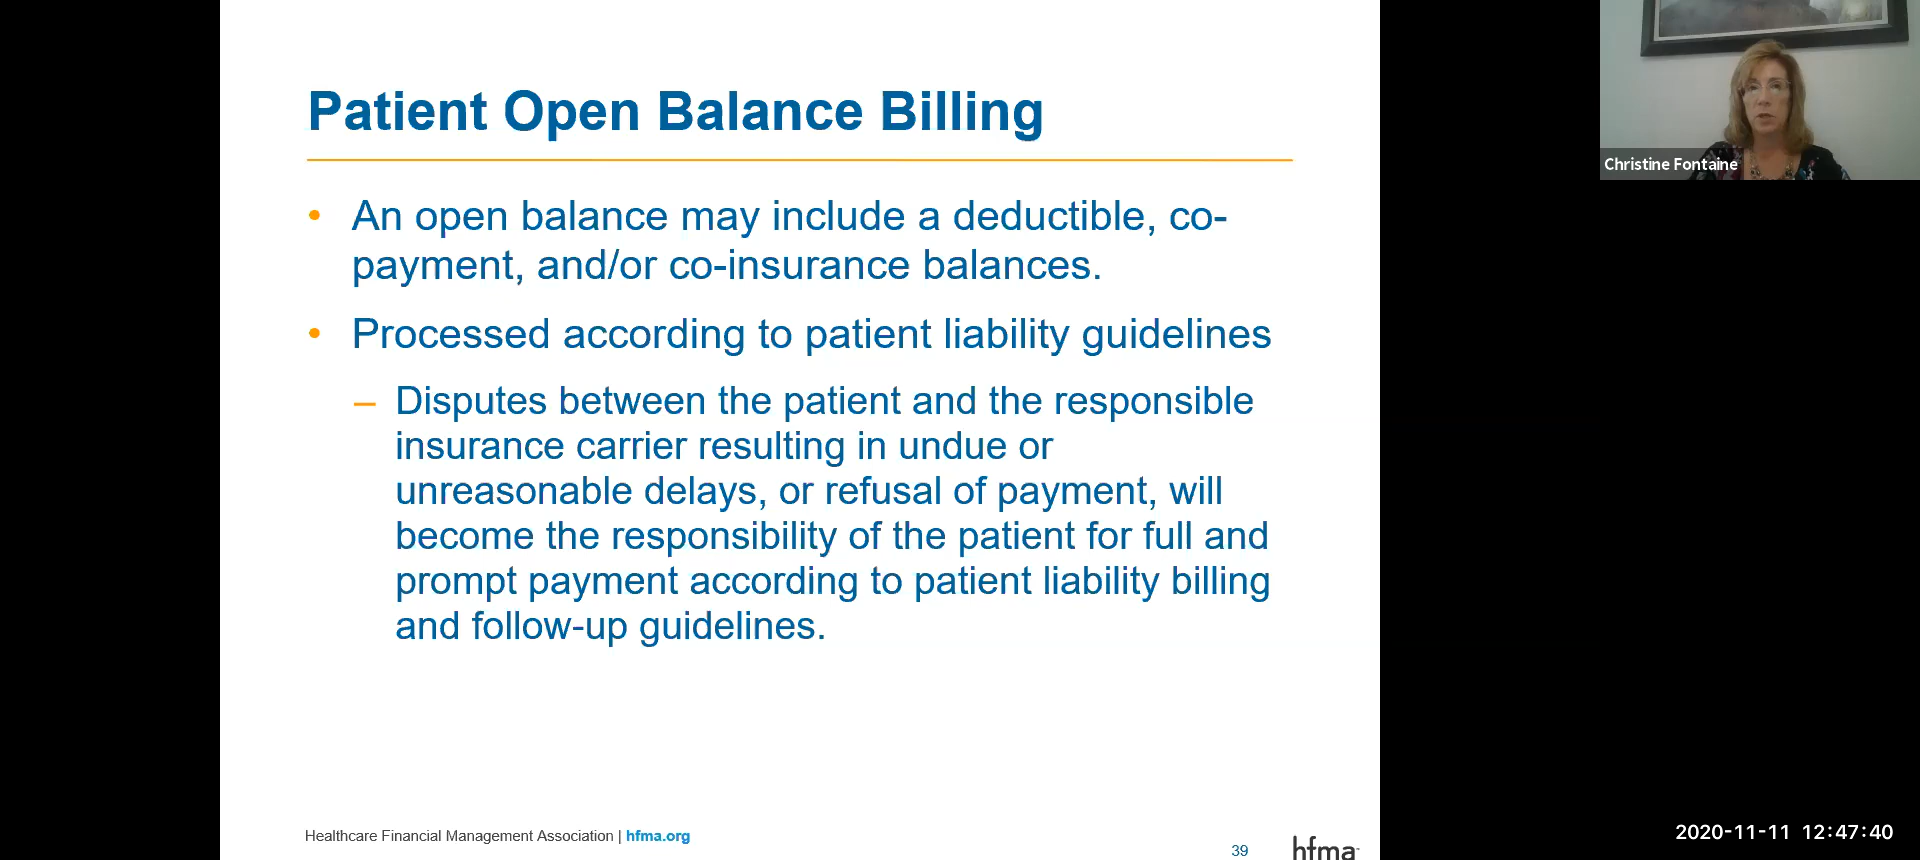 Patient Open Balance Billing
• An open balance may include a deductible, co-
payment, and/or co-insurance balances.
• Processed according to patient liability guidelines
– Disputes between the patient and the responsible
insurance carrier resulting in undue or
unreasonable delays, or refusal of payment, will
become the responsibility of the patient for full and
prompt payment according to patient liability billing
and follow-up guidelines.
Healthcare Financial Management Association | hfma.org
39
hfma
Christine Fontaine
2020-11-11 12:47:40